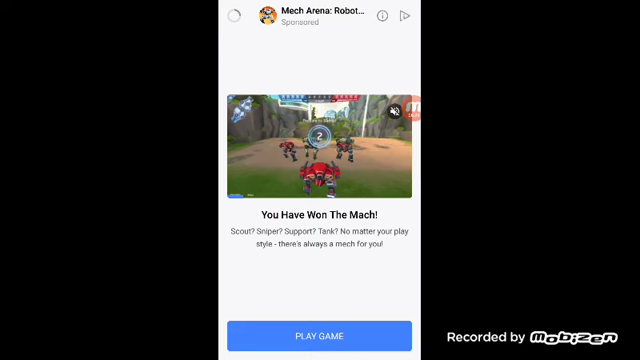 Mech Arena: Robot...
Sponsored
2
You Have Won The Mach!
Scout? Sniper? Support? Tank? No matter your play
style - there's always a mech for you!
PLAY GAME
Recorded by mobizen